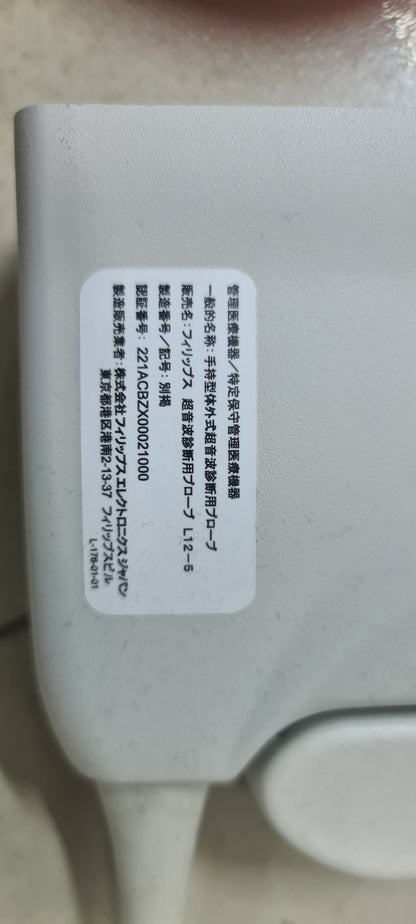 管理医療機器／特定保守管理医療機器
一般的名称：手持型体外式超音波診断用プローブ
販売名：フィリップス 超音波診断用プローブ L12-5
製造番号／記号：別掲
認証番号：221ACBZX00021000
製造販売業者：株式会社フィリップスエレクトロニクスジャパン
東京都港区港南2-13-37 フィリップスビル
L-176-01-01